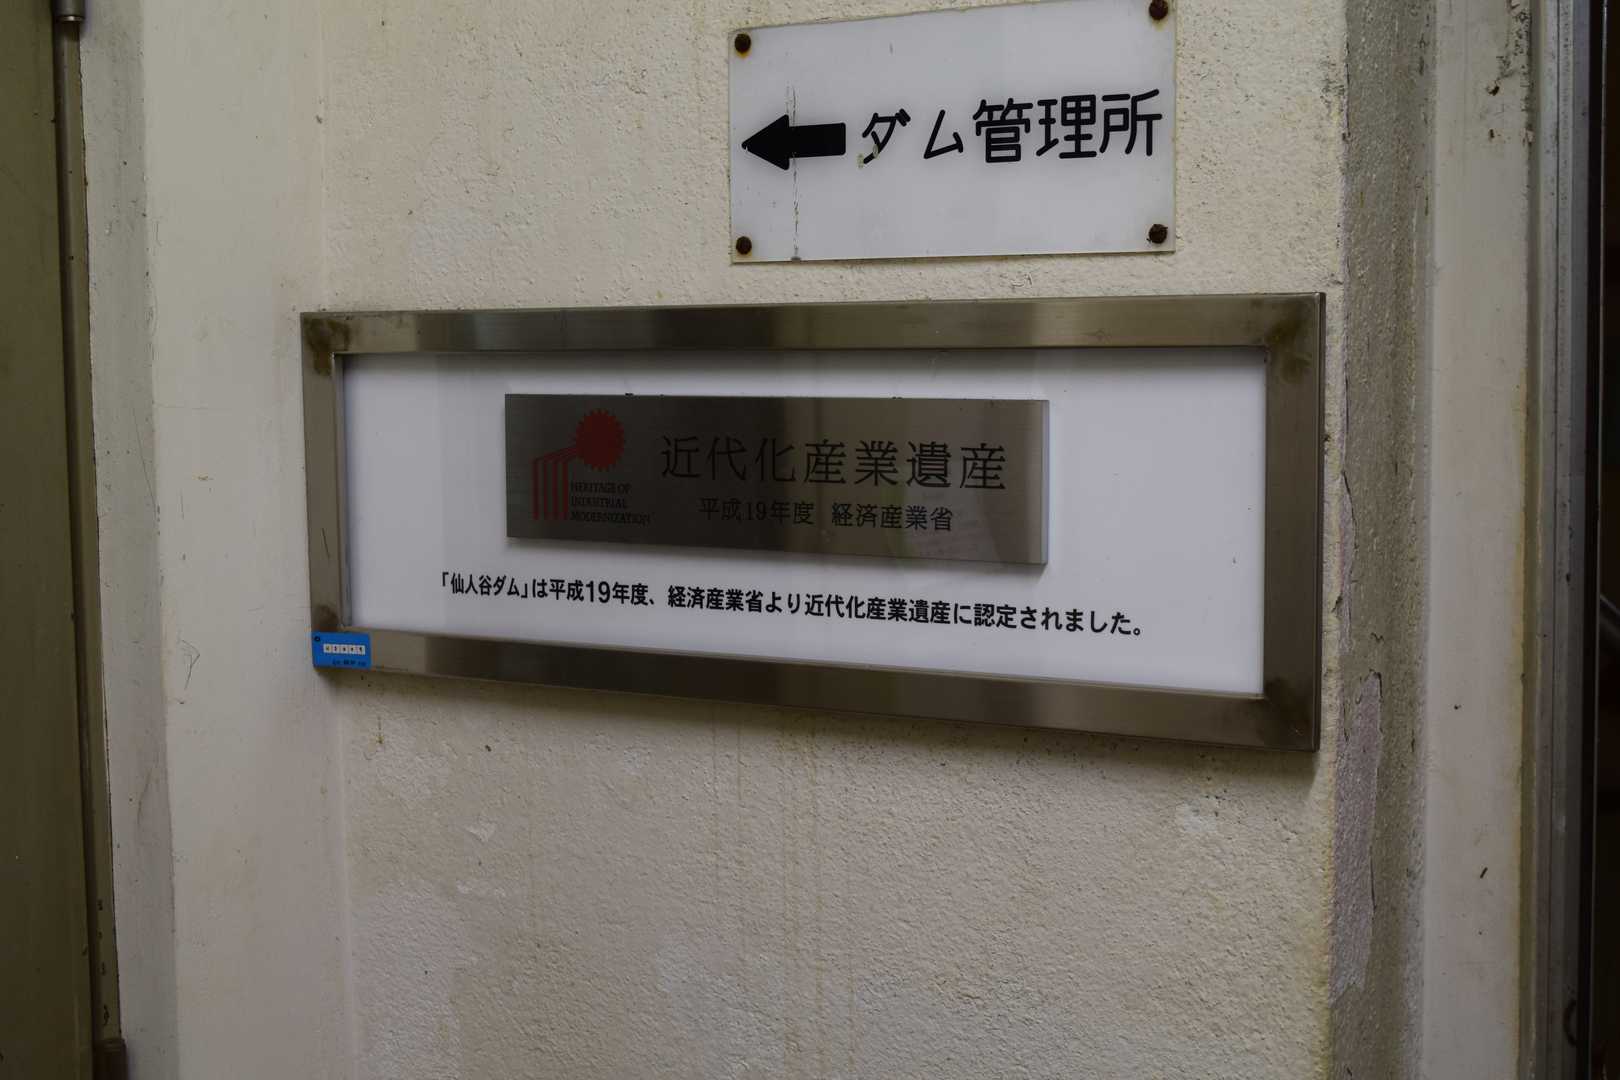 ←ダム管理所
近代化産業遺産
平成19年度 経済産業省
HERITAGE OF
INDUSTRIAL
MODERNIZATION
「仙人谷ダム」は平成19年度、経済産業省より近代化産業遺産に認定されました。